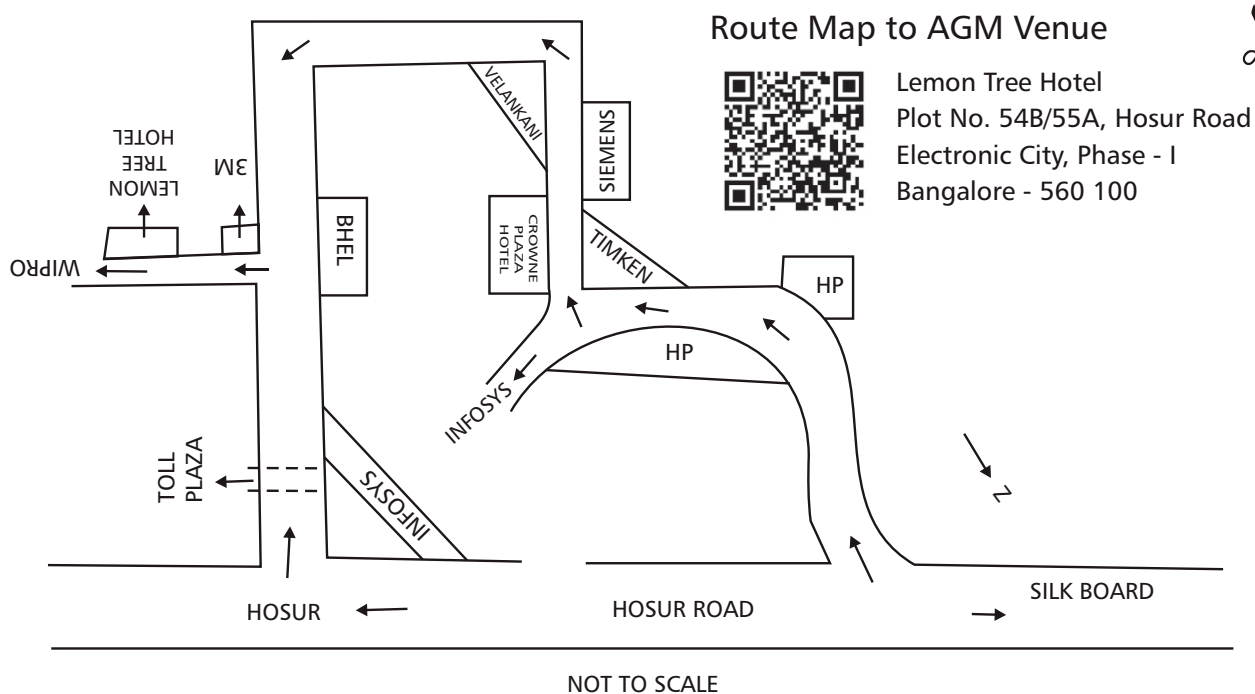 Route Map to AGM Venue
Lemon Tree Hotel
Plot No. 54B/55A, Hosur Road
Electronic City, Phase - I
Bangalore - 560 100
VELANKANI
SIEMENS
LEMON
TREE
HOTEL
3M
BHEL
CROWNE
PLAZA
HOTEL
TIMKEN
WIPRO
HP
HP
INFOSYS
TOLL
PLAZA
INFOSYS
N
HOSUR
HOSUR ROAD
SILK BOARD
NOT TO SCALE